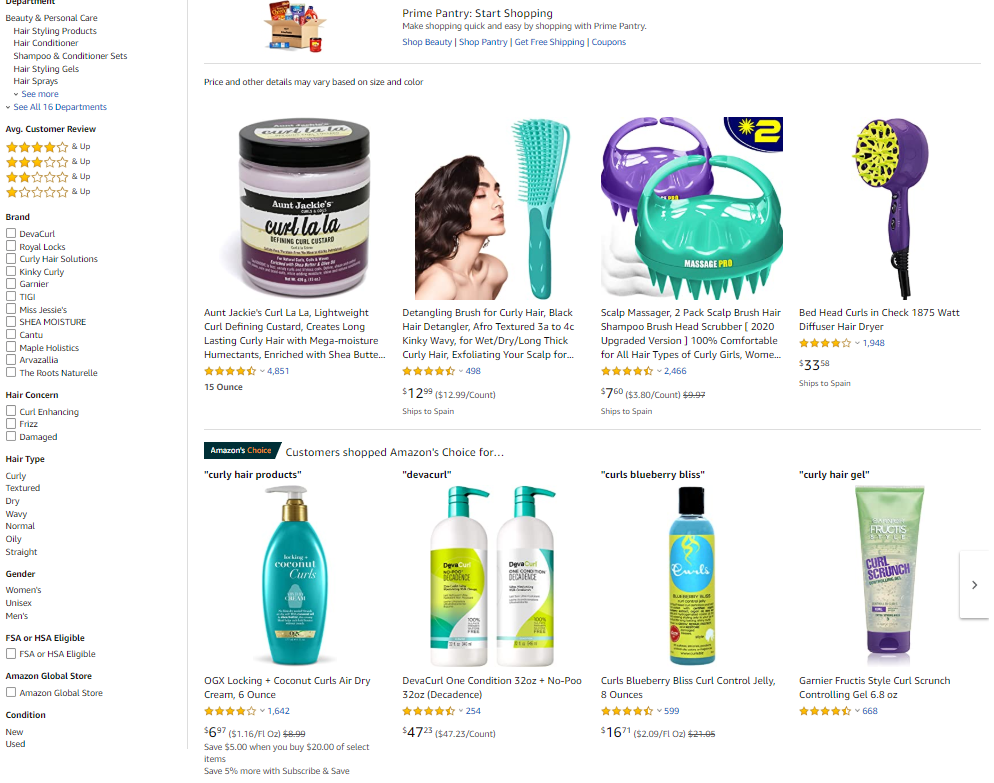 Department
Beauty & Personal Care
Hair Styling Products
Hair Conditioner
Shampoo & Conditioner Sets
Hair Styling Gels
Hair Sprays
See more
See All 16 Departments
Avg. Customer Review
& Up
& Up
& Up
& Up
Brand
DevaCurl
Royal Locks
Curly Hair Solutions
Kinky Curly
Garnier
TIGI
Miss Jessie's
SHEA MOISTURE
Cantu
Maple Holistics
Arvazallia
The Roots Naturelle
Hair Concern
Curl Enhancing
Frizz
Damaged
Hair Type
Curly
Textured
Dry
Wavy
Normal
Oily
Straight
Gender
Women's
Unisex
Men's
FSA or HSA Eligible
FSA or HSA Eligible
Amazon Global Store
Amazon Global Store
Condition
New
Used
Prime Pantry: Start Shopping
Make shopping quick and easy by shopping with Prime Pantry.
Shop Beauty | Shop Pantry | Get Free Shipping | Coupons
Price and other details may vary based on size and color
Aunt Jackie's
curl la la
Aunt Jackie's
CURLS & COILS
curl la la
DEFINING CURL CUSTARD
Aunt Jackie's Curl La La, Lightweight
Curl Defining Custard, Creates Long
Lasting Curly Hair with Mega-moisture
Humectants, Enriched with Shea Butte...
4,851
15 Ounce
Detangling Brush for Curly Hair, Black
Hair Detangler, Afro Textured 3a to 4c
Kinky Wavy, for Wet/Dry/Long Thick
Curly Hair, Exfoliating Your Scalp for...
498
$12.99 ($12.99/Count)
Ships to Spain
*2
PRO
MASSAGE PRO
Scalp Massager, 2 Pack Scalp Brush Hair
Shampoo Brush Head Scrubber [ 2020
Upgraded Version ] 100% Comfortable
for All Hair Types of Curly Girls, Wome...
2,466
$7.60 ($3.80/Count) $9.97
Ships to Spain
Bed Head Curls in Check 1875 Watt
Diffuser Hair Dryer
1,948
$33.58
Ships to Spain
Amazon's Choice
Customers shopped Amazon's Choice for…
"curly hair products"
locking +
coconut
Curls
OGX
OGX Locking + Coconut Curls Air Dry
Cream, 6 Ounce
1,642
$6.97 ($1.16/Fl Oz) $8.99
Save $5.00 when you buy $20.00 of select
items
Save 5% more with Subscribe & Save
"devacurl"
DevaCurl
NO-POO
DECADENCE
100%
FREE
DevaCurl
ONE CONDITION
DECADENCE
100%
FREE
DevaCurl One Condition 32oz + No-Poo
32oz (Decadence)
254
$47.23 ($47.23/Count)
"curls blueberry bliss"
Curls
BLUEBERRY BLISS
Curls Blueberry Bliss Curl Control Jelly,
8 Ounces
599
$16.71 ($2.09/Fl Oz) $21.05
"curly hair gel"
GARNIER
FRUCTIS
STYLE
CURL
SCRUNCH
Garnier Fructis Style Curl Scrunch
Controlling Gel 6.8 oz
668